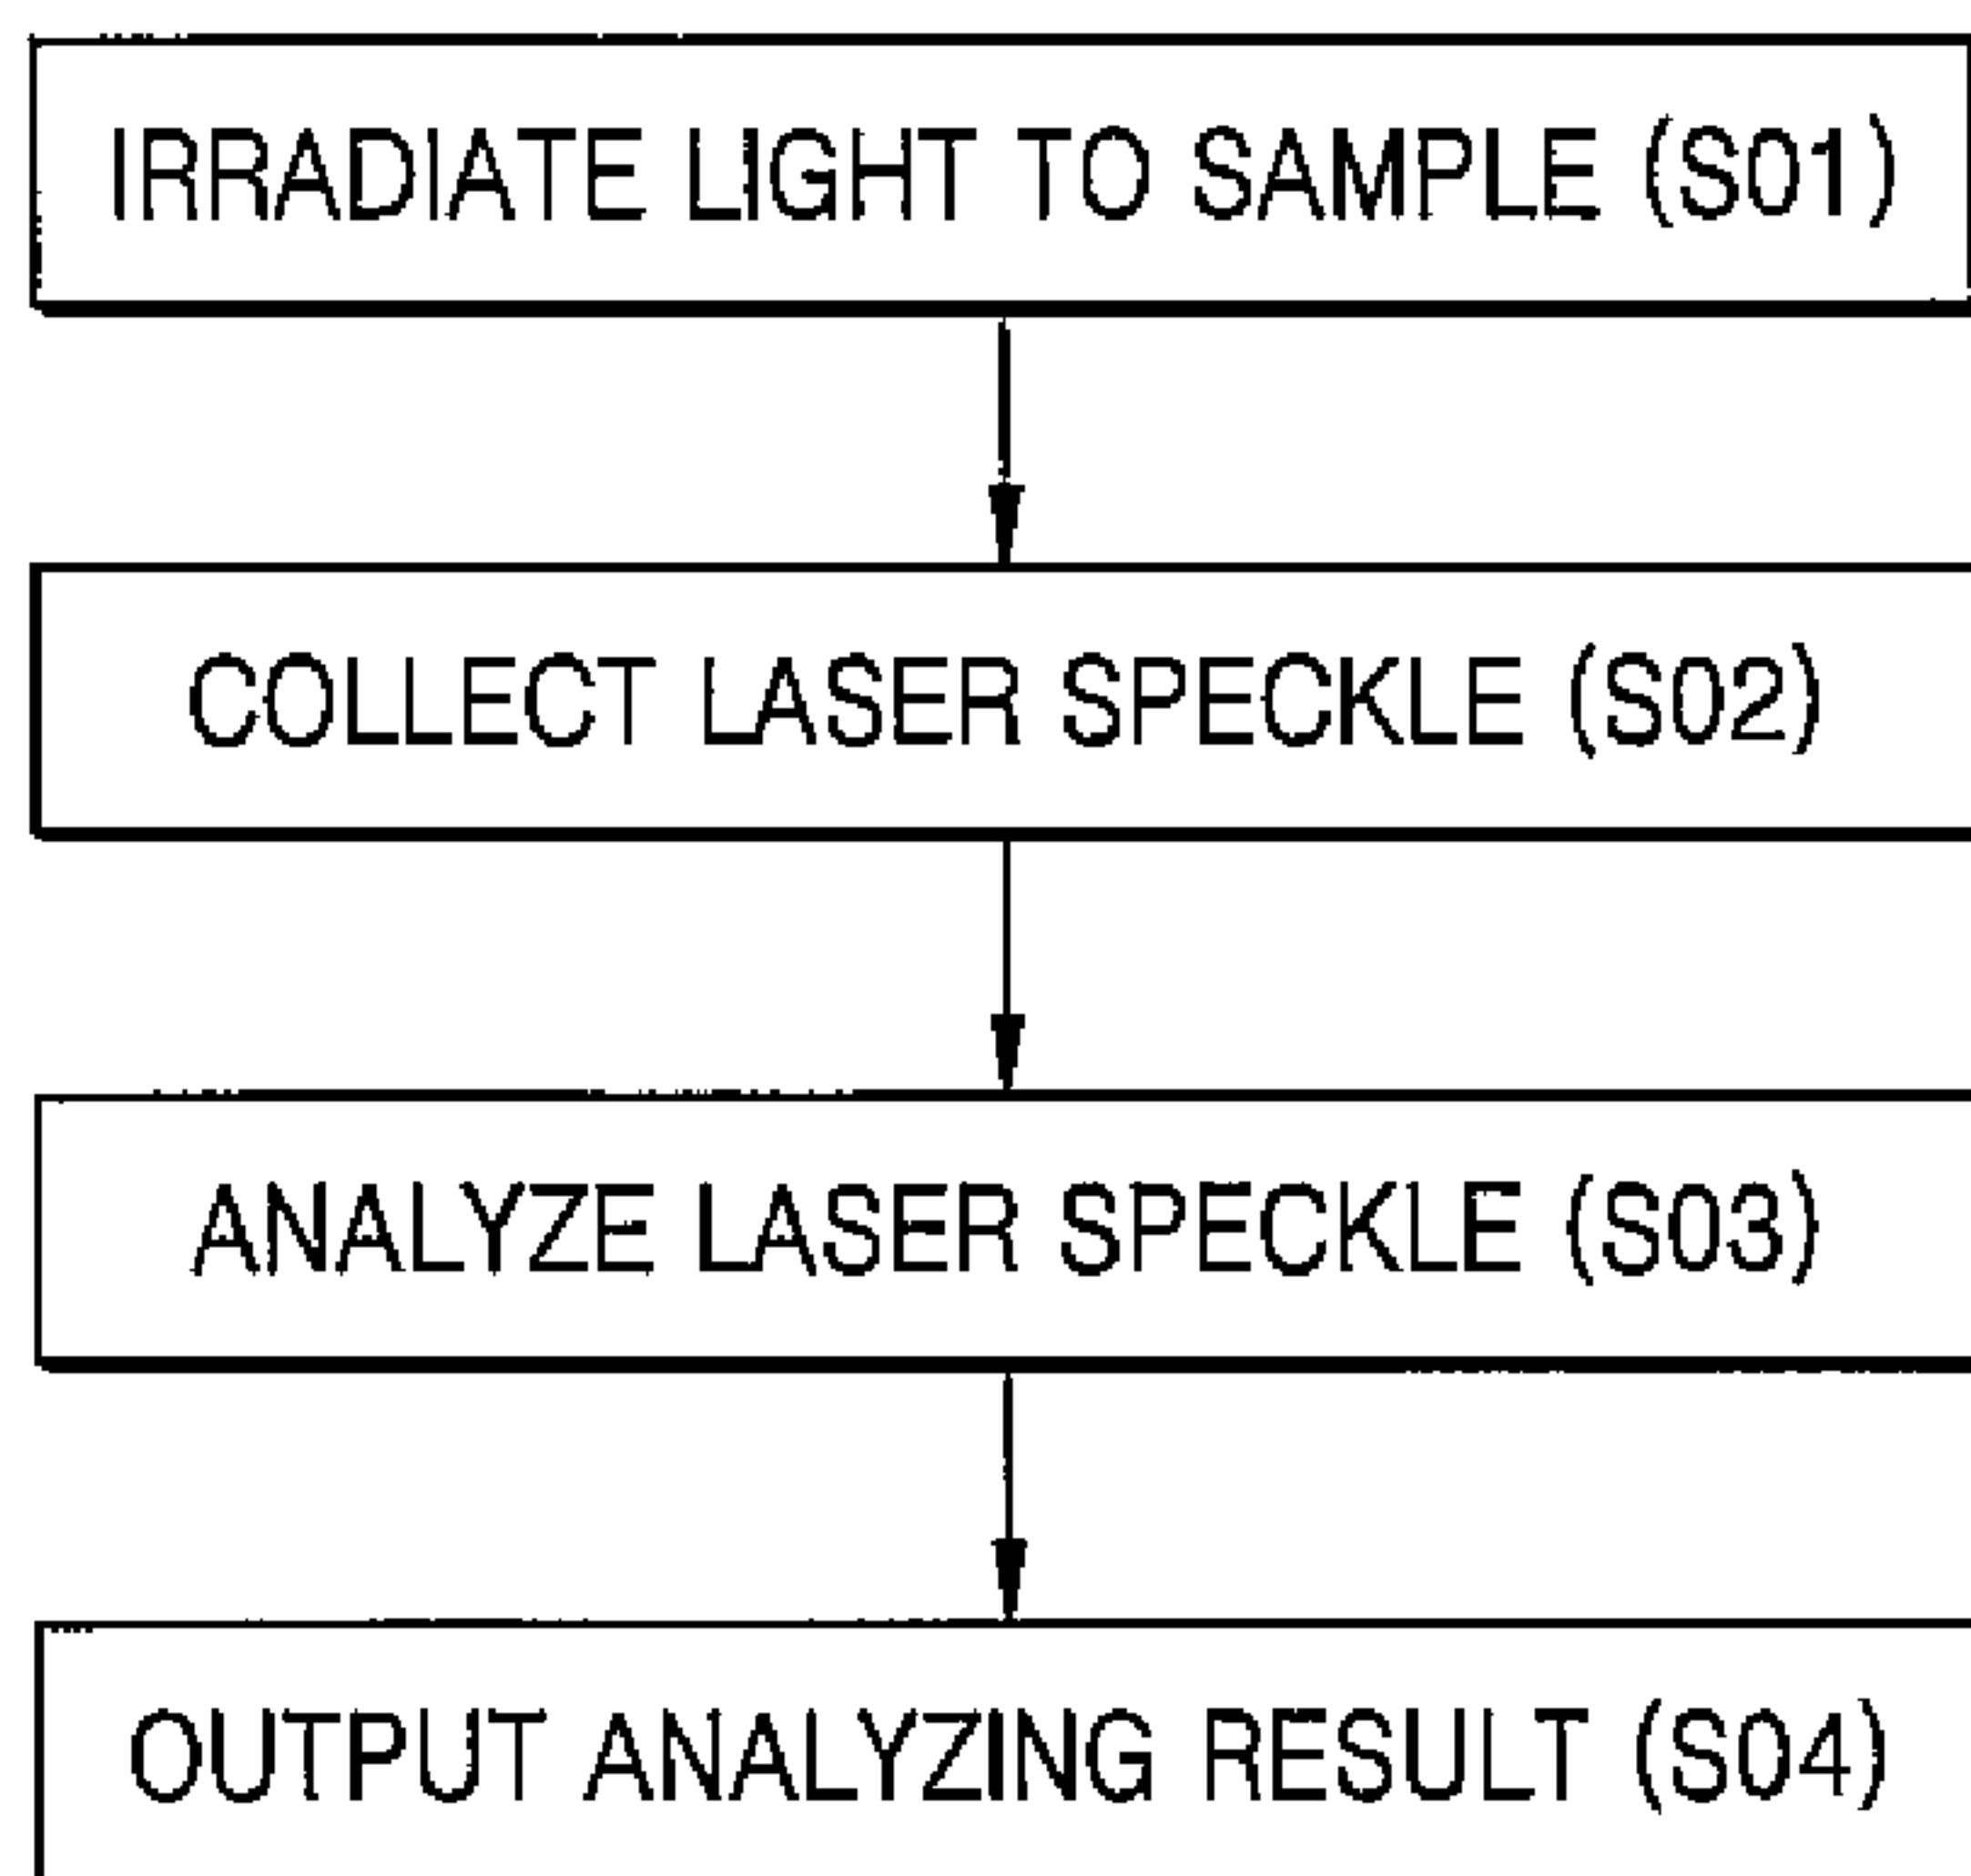 IRRADIATE LIGHT TO SAMPLE (S01)
COLLECT LASER SPECKLE (S02)
ANALYZE LASER SPECKLE (S03)
OUTPUT ANALYZING RESULT (S04)